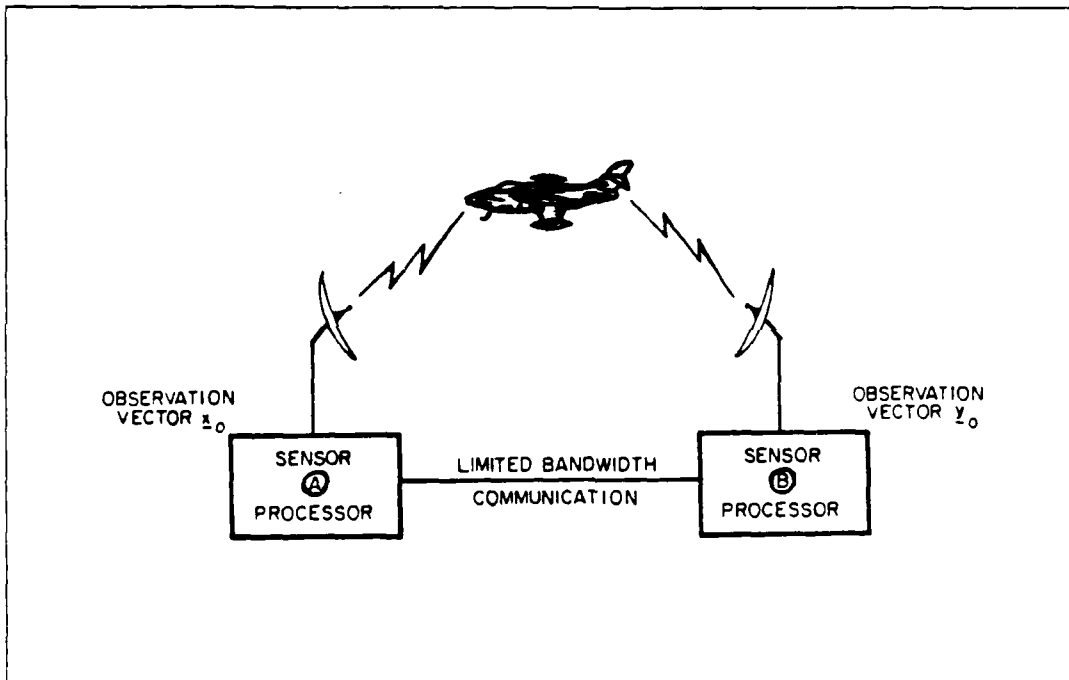 OBSERVATION
VECTOR x₀
OBSERVATION
VECTOR y₀
SENSOR
A
PROCESSOR
LIMITED BANDWIDTH
COMMUNICATION
SENSOR
B
PROCESSOR